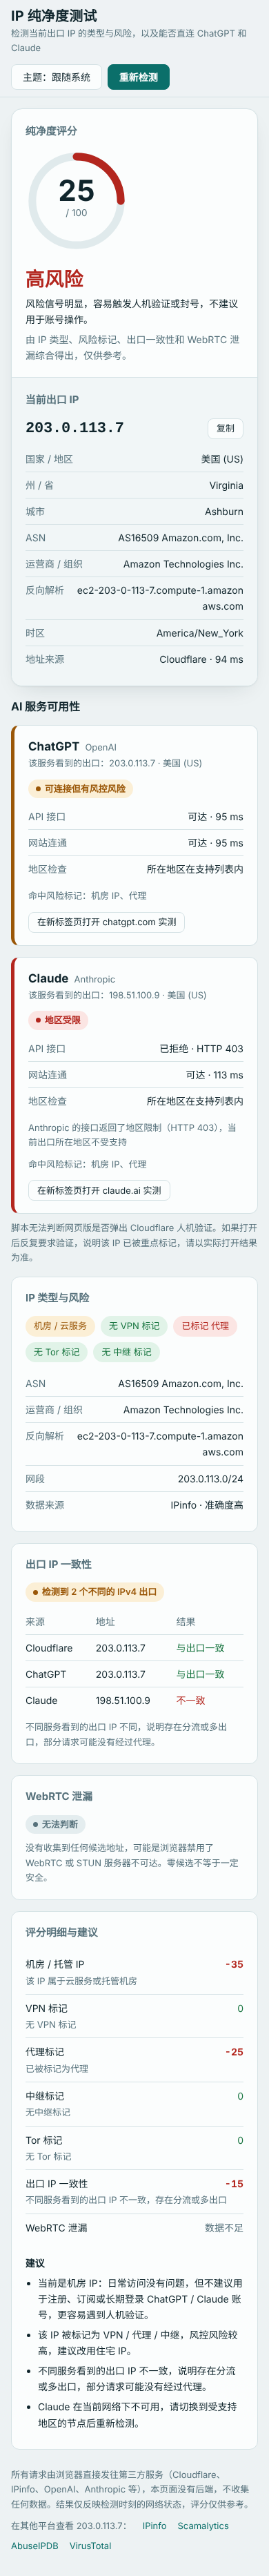 IP 纯净度测试
检测当前出口 IP 的类型与风险，以及能否直连 ChatGPT 和
Claude
主题：跟随系统
重新检测
纯净度评分
25
/ 100
高风险
风险信号明显，容易触发人机验证或封号，不建议
用于账号操作。
由 IP 类型、风险标记、出口一致性和 WebRTC 泄
漏综合得出，仅供参考。
当前出口 IP
203.0.113.7 复制
国家 / 地区 美国 (US)
州 / 省 Virginia
城市 Ashburn
ASN AS16509 Amazon.com, Inc.
运营商 / 组织 Amazon Technologies Inc.
反向解析 ec2-203-0-113-7.compute-1.amazon
aws.com
时区 America/New_York
地址来源 Cloudflare · 94 ms
AI 服务可用性
ChatGPT OpenAI
该服务看到的出口：203.0.113.7 · 美国 (US)
可连接但有风控风险
API 接口 可达 · 95 ms
网站连通 可达 · 95 ms
地区检查 所在地区在支持列表内
命中风险标记：机房 IP、代理
在新标签页打开 chatgpt.com 实测
Claude Anthropic
该服务看到的出口：198.51.100.9 · 美国 (US)
地区受限
API 接口 已拒绝 · HTTP 403
网站连通 可达 · 113 ms
地区检查 所在地区在支持列表内
Anthropic 的接口返回了地区限制（HTTP 403），当
前出口所在地区不受支持
命中风险标记：机房 IP、代理
在新标签页打开 claude.ai 实测
脚本无法判断网页版是否弹出 Cloudflare 人机验证。如果打开
后反复要求验证，说明该 IP 已被重点标记，请以实际打开结果
为准。
IP 类型与风险
机房 / 云服务 无 VPN 标记 已标记 代理
无 Tor 标记 无 中继 标记
ASN AS16509 Amazon.com, Inc.
运营商 / 组织 Amazon Technologies Inc.
反向解析 ec2-203-0-113-7.compute-1.amazon
aws.com
网段 203.0.113.0/24
数据来源 IPinfo · 准确度高
出口 IP 一致性
检测到 2 个不同的 IPv4 出口
来源 地址 结果
Cloudflare 203.0.113.7 与出口一致
ChatGPT 203.0.113.7 与出口一致
Claude 198.51.100.9 不一致
不同服务看到的出口 IP 不同，说明存在分流或多出
口，部分请求可能没有经过代理。
WebRTC 泄漏
无法判断
没有收集到任何候选地址，可能是浏览器禁用了
WebRTC 或 STUN 服务器不可达。零候选不等于一定
安全。
评分明细与建议
机房 / 托管 IP -35
该 IP 属于云服务或托管机房
VPN 标记 0
无 VPN 标记
代理标记 -25
已被标记为代理
中继标记 0
无中继标记
Tor 标记 0
无 Tor 标记
出口 IP 一致性 -15
不同服务看到的出口 IP 不一致，存在分流或多出口
WebRTC 泄漏 数据不足
建议
• 当前是机房 IP：日常访问没有问题，但不建议用
于注册、订阅或长期登录 ChatGPT / Claude 账
号，更容易遇到人机验证。
• 该 IP 被标记为 VPN / 代理 / 中继，风控风险较
高，建议改用住宅 IP。
• 不同服务看到的出口 IP 不一致，说明存在分流
或多出口，部分请求可能没有经过代理。
• Claude 在当前网络下不可用，请切换到受支持
地区的节点后重新检测。
所有请求由浏览器直接发往第三方服务（Cloudflare、
IPinfo、OpenAI、Anthropic 等），本页面没有后端，不收集
任何数据。结果仅反映检测时刻的网络状态，评分仅供参考。
在其他平台查看 203.0.113.7： IPinfo Scamalytics
AbuseIPDB VirusTotal